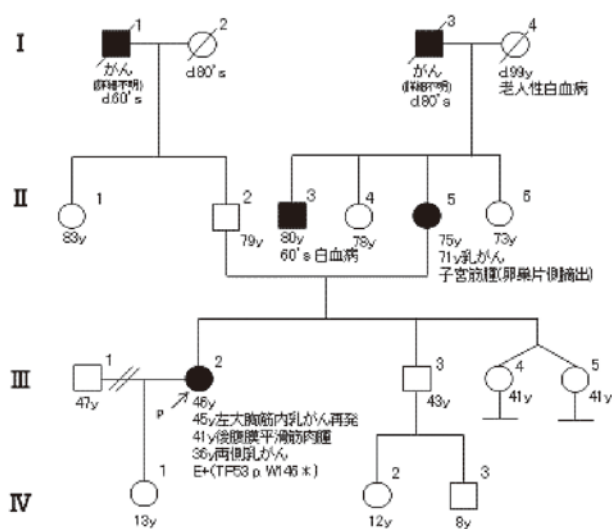 I
1
2
3
4
がん
(詳細不明)
d.60's
d.80's
がん
(詳細不明)
d.80's
d.99y
老人性白血病
II
1
2
3
4
5
6
83y
79y
80y
60's 白血病
78y
75y
71y乳がん
子宮筋腫(卵巣片側摘出)
73y
III
1
2
3
4
5
47y
P
46y
45y左大胸筋内乳がん再発
41y後腹膜平滑筋肉腫
36y両側乳がん
E+(TP53 p.W146*)
43y
41y
41y
IV
1
2
3
13y
12y
8y